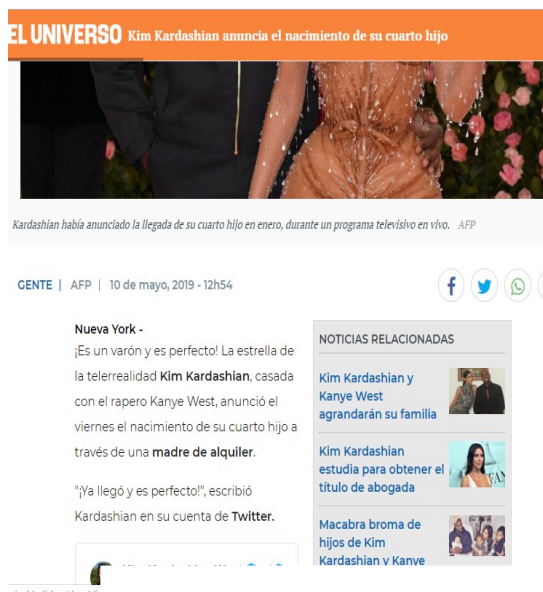 EL UNIVERSO Kim Kardashian anuncia el nacimiento de su cuarto hijo
Kardashian había anunciado la llegada de su cuarto hijo en enero, durante un programa televisivo en vivo. AFP
GENTE | AFP | 10 de mayo, 2019 - 12h54
Nueva York -
¡Es un varón y es perfecto! La estrella de
la telerrealidad Kim Kardashian, casada
con el rapero Kanye West, anunció el
viernes el nacimiento de su cuarto hijo a
través de una madre de alquiler.
"¡Ya llegó y es perfecto!", escribió
Kardashian en su cuenta de Twitter.
NOTICIAS RELACIONADAS
Kim Kardashian y
Kanye West
agrandarán su familia
Kim Kardashian
estudia para obtener el
título de abogada
Macabra broma de
hijos de Kim
Kardashian y Kanye